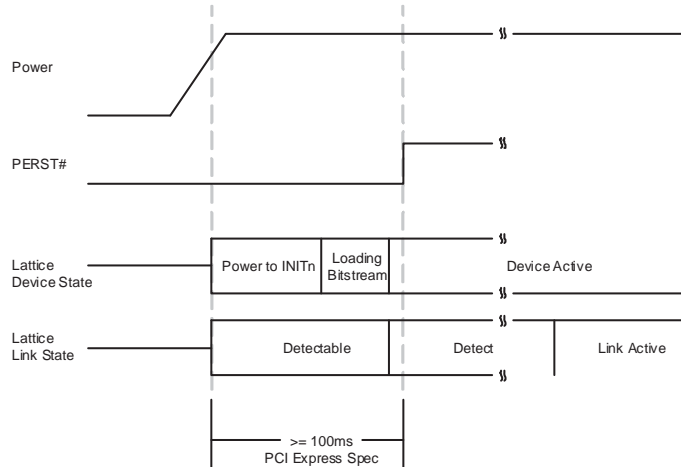 Power
PERST#
Lattice
Device State
Power to INITn
Loading
Bitstream
Device Active
Lattice
Link State
Detectable
Detect
Link Active
>= 100ms
PCI Express Spec